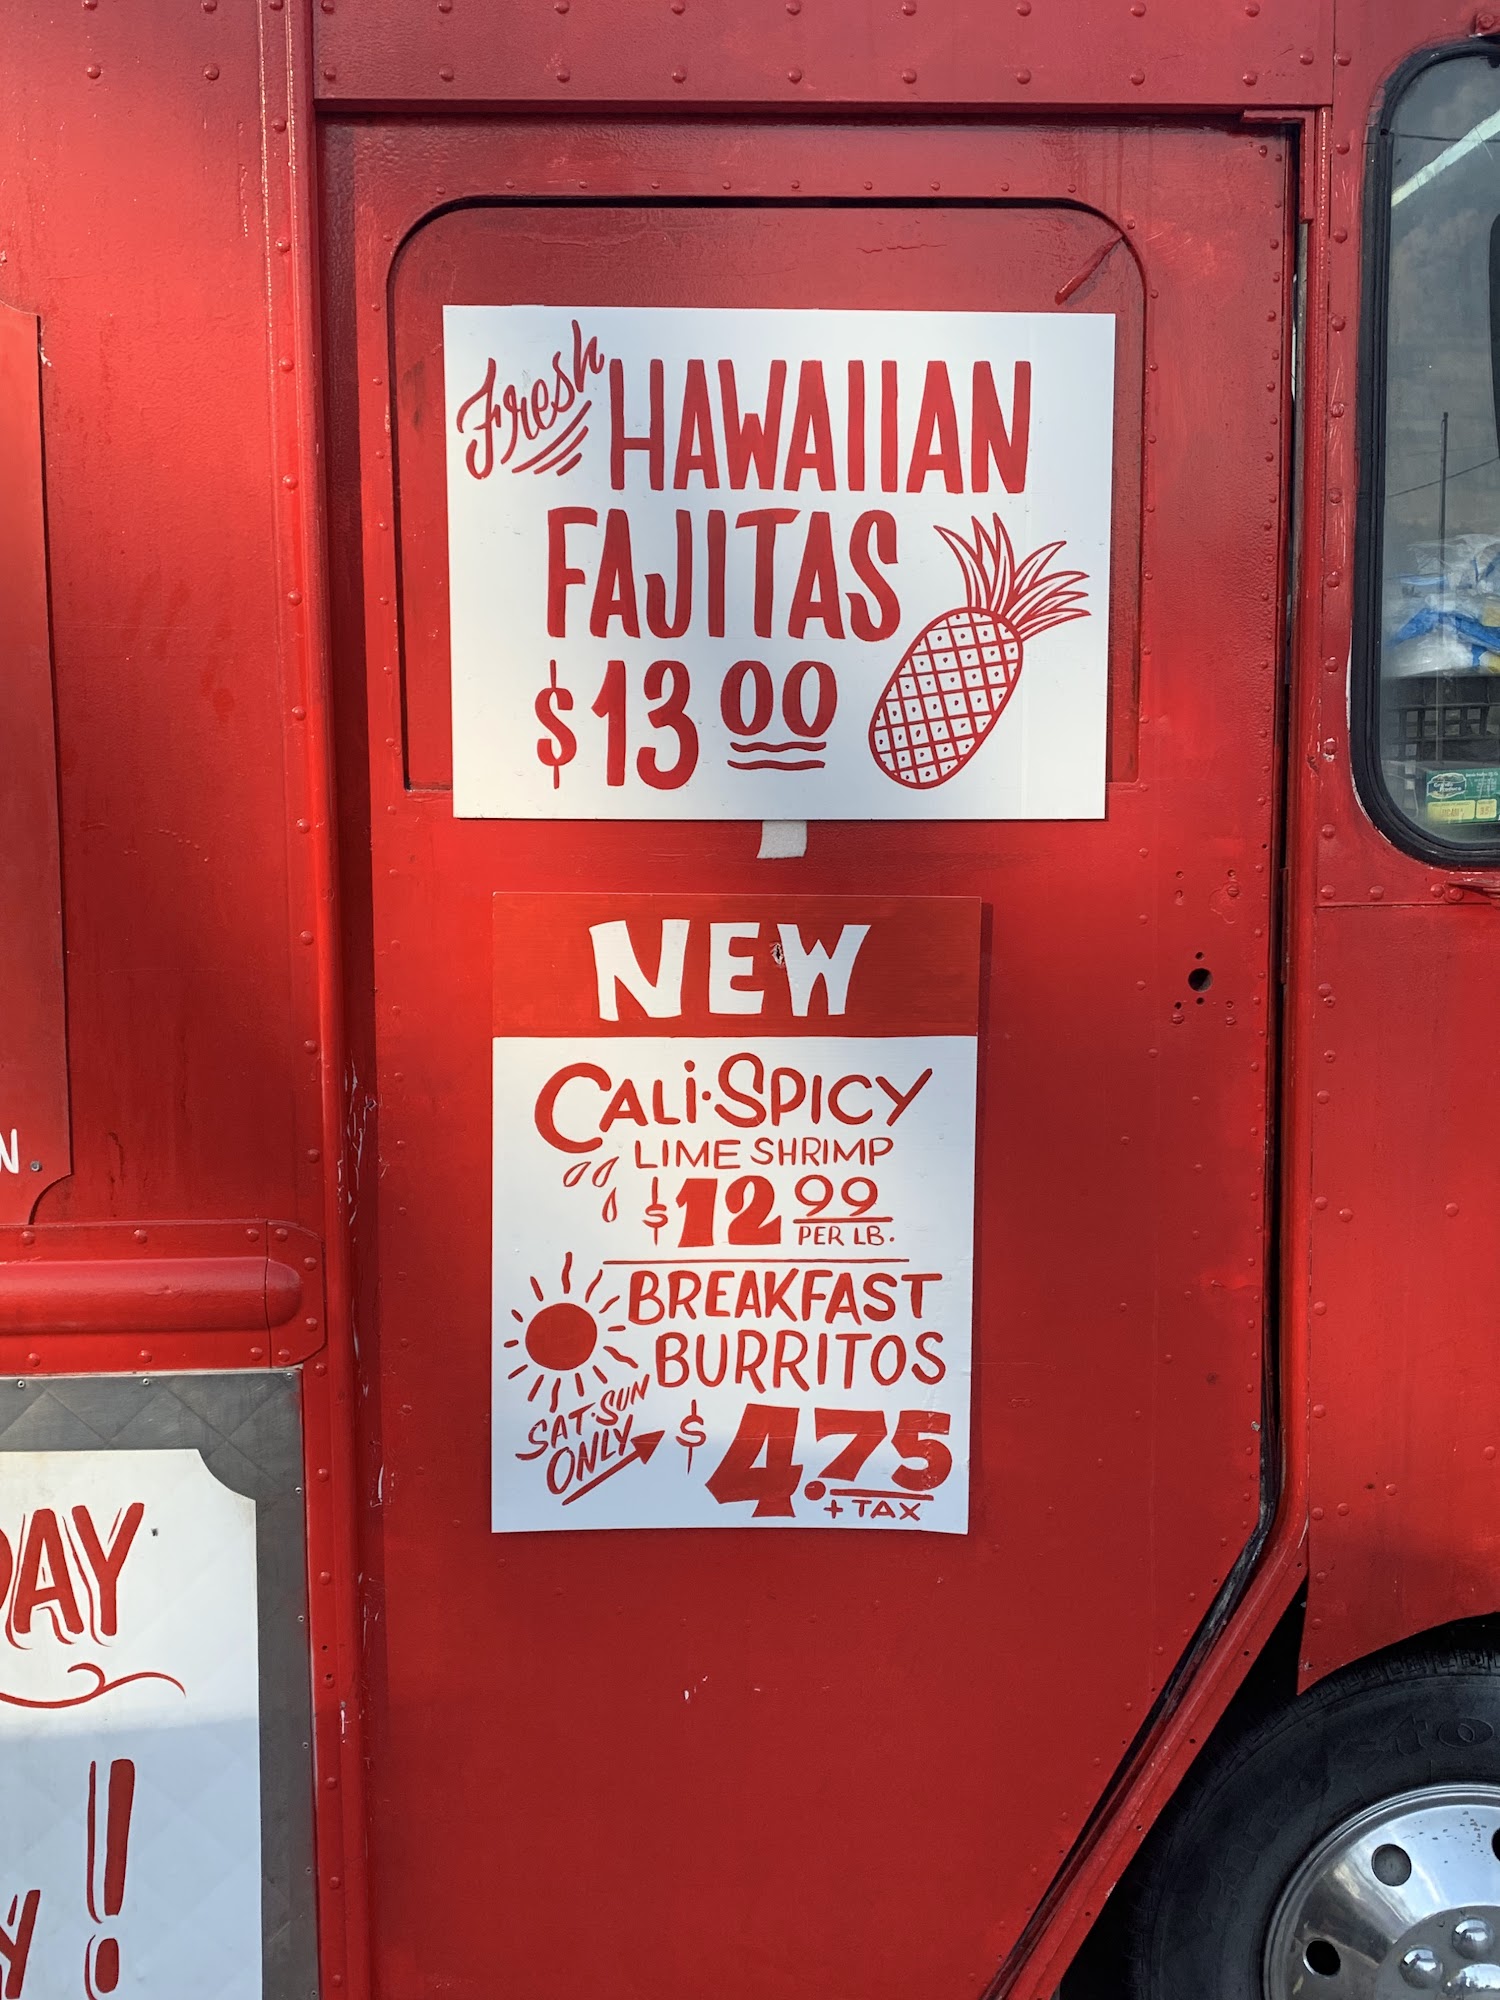 Fresh HAWAIIAN
FAJITAS
$13.00
NEW
CALI·SPICY
LIME SHRIMP
$12 99
PER LB.
BREAKFAST
BURRITOS
SAT·SUN
ONLY
$4.75
+ TAX